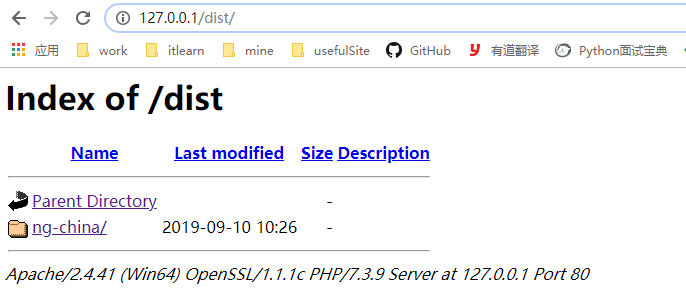 127.0.0.1/dist/
应用 work itlearn mine usefulSite GitHub 有道翻译 Python面试宝典
Index of /dist
Name Last modified Size Description
Parent Directory -
ng-china/ 2019-09-10 10:26 -
Apache/2.4.41 (Win64) OpenSSL/1.1.1c PHP/7.3.9 Server at 127.0.0.1 Port 80